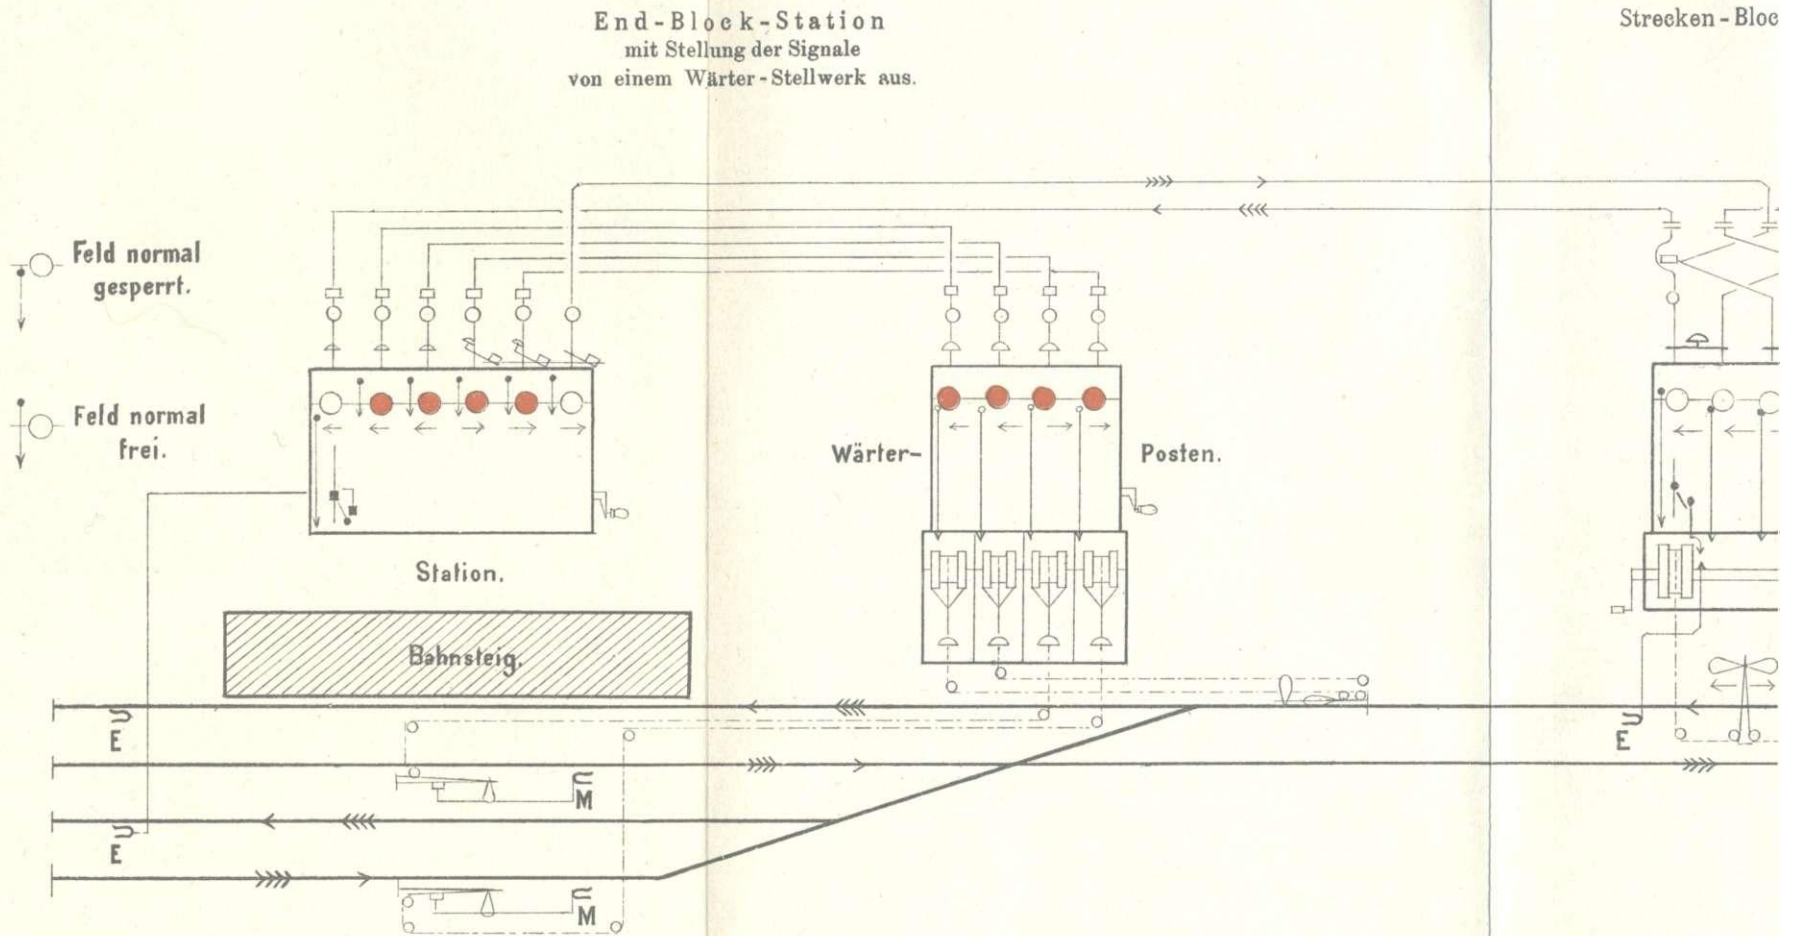 End-Block-Station
mit Stellung der Signale
von einem Wärter-Stellwerk aus.
Strecken-Bloc
Feld normal
gesperrt.
Feld normal
frei.
Wärter-
Posten.
Station.
Bahnsteig.
E
E
M
E
M